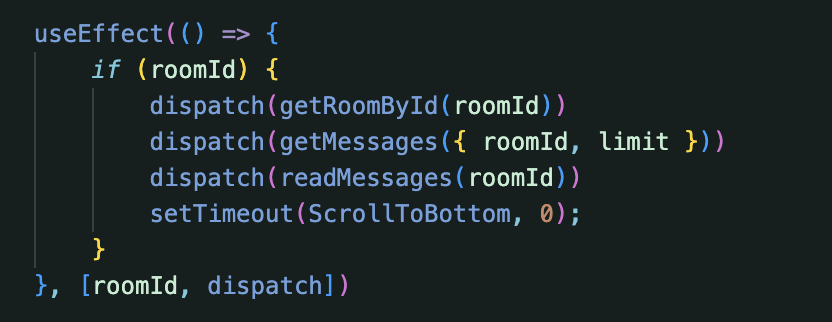 useEffect(() => {
if (roomId) {
dispatch(getRoomById(roomId))
dispatch(getMessages({ roomId, limit }))
dispatch(readMessages(roomId))
setTimeout(ScrollToBottom, 0);
}
}, [roomId, dispatch])